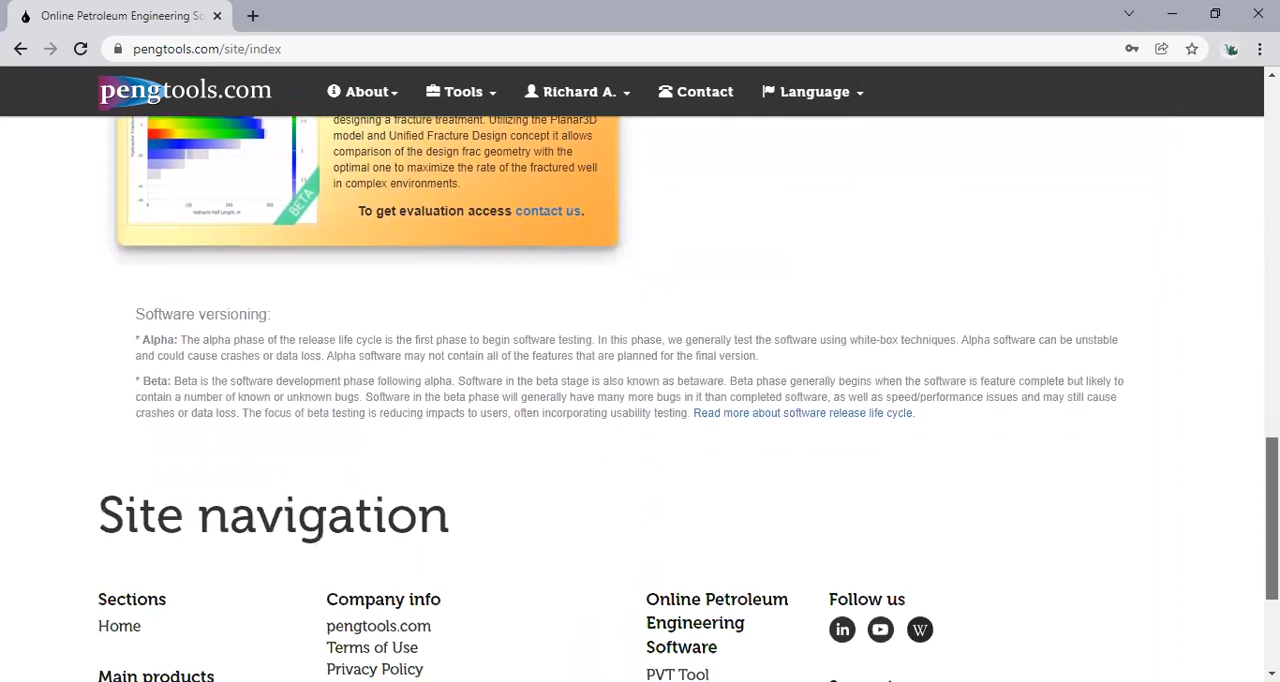 Online Petroleum Engineering So
pengtools.com/site/index
pengtools.com
About
Tools
Richard A.
Contact
Language
designing a fracture treatment. Utilizing the Planar3D
model and Unified Fracture Design concept it allows
comparison of the design frac geometry with the
optimal one to maximize the rate of the fractured well
in complex environments.
BETA
Hydraulic Half Length, m
To get evaluation access contact us.
Software versioning:
* Alpha: The alpha phase of the release life cycle is the first phase to begin software testing. In this phase, we generally test the software using white-box techniques. Alpha software can be unstable
and could cause crashes or data loss. Alpha software may not contain all of the features that are planned for the final version.
* Beta: Beta is the software development phase following alpha. Software in the beta stage is also known as betaware. Beta phase generally begins when the software is feature complete but likely to
contain a number of known or unknown bugs. Software in the beta phase will generally have many more bugs in it than completed software, as well as speed/performance issues and may still cause
crashes or data loss. The focus of beta testing is reducing impacts to users, often incorporating usability testing. Read more about software release life cycle.
Site navigation
Sections
Home
Main products
Company info
pengtools.com
Terms of Use
Privacy Policy
Online Petroleum
Engineering
Software
PVT Tool
Follow us
in
W